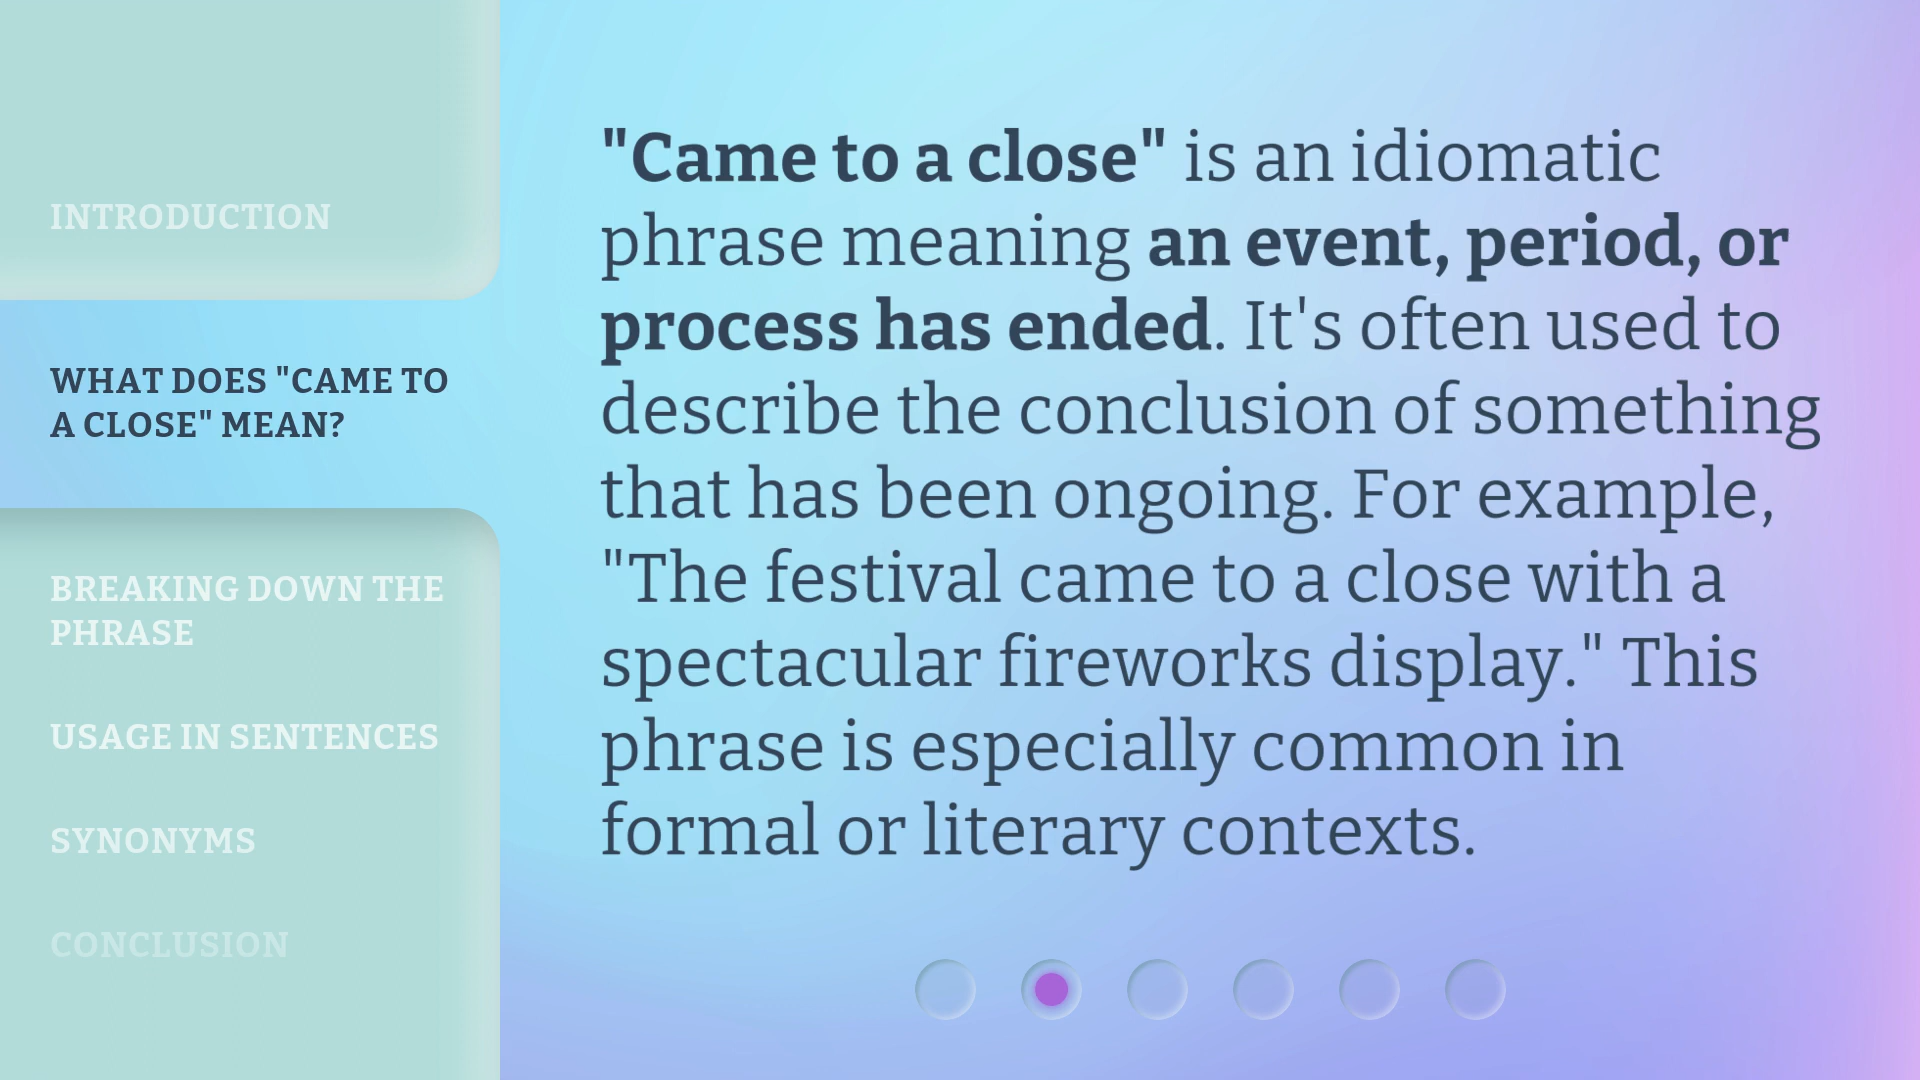 INTRODUCTION
WHAT DOES "CAME TO
A CLOSE" MEAN?
BREAKING DOWN THE
PHRASE
USAGE IN SENTENCES
SYNONYMS
CONCLUSION
"Came to a close" is an idiomatic
phrase meaning an event, period, or
process has ended. It's often used to
describe the conclusion of something
that has been ongoing. For example,
"The festival came to a close with a
spectacular fireworks display." This
phrase is especially common in
formal or literary contexts.